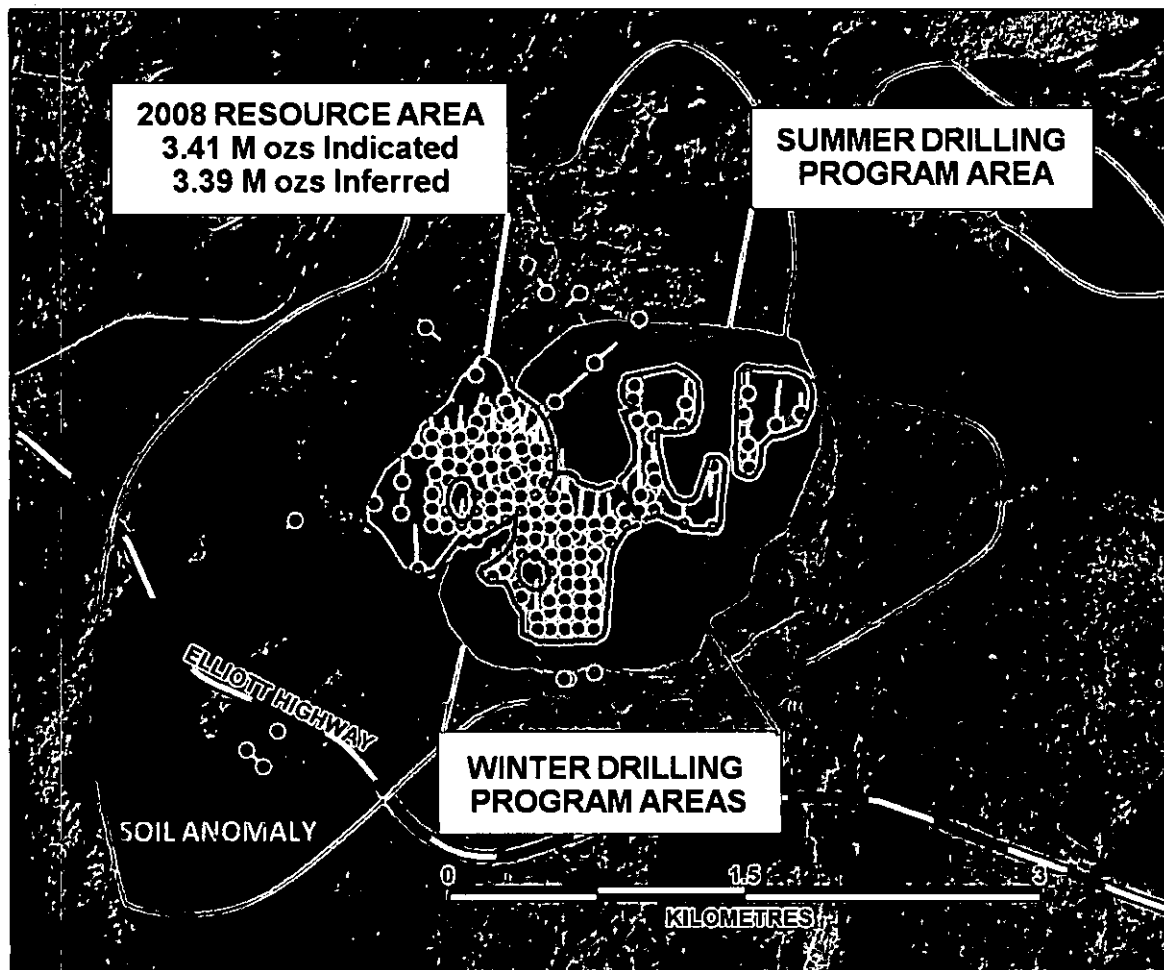 2008 RESOURCE AREA
3.41 M ozs Indicated
3.39 M ozs Inferred
SUMMER DRILLING
PROGRAM AREA
ELLIOTT HIGHWAY
WINTER DRILLING
PROGRAM AREAS
SOIL ANOMALY
0 1.5 3
KILOMETRES